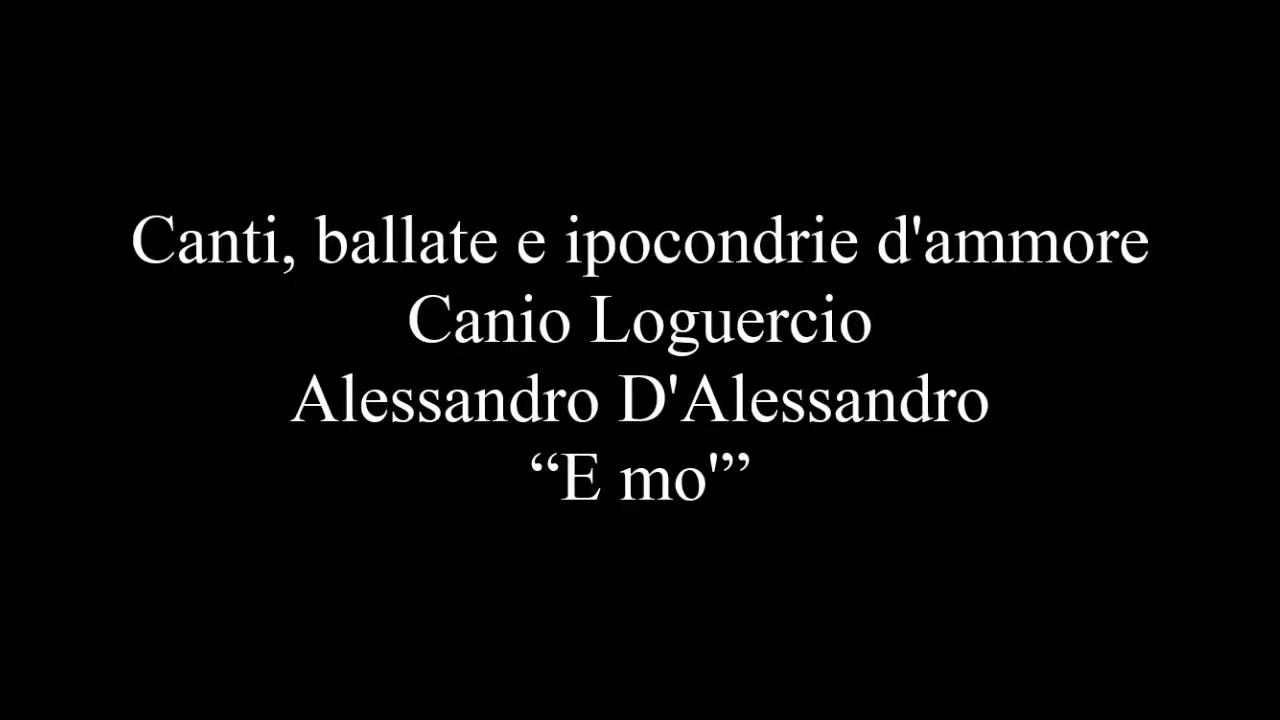 Canti, ballate e ipocondrie d'ammore
Canio Loguercio
Alessandro D'Alessandro
“E mo'”